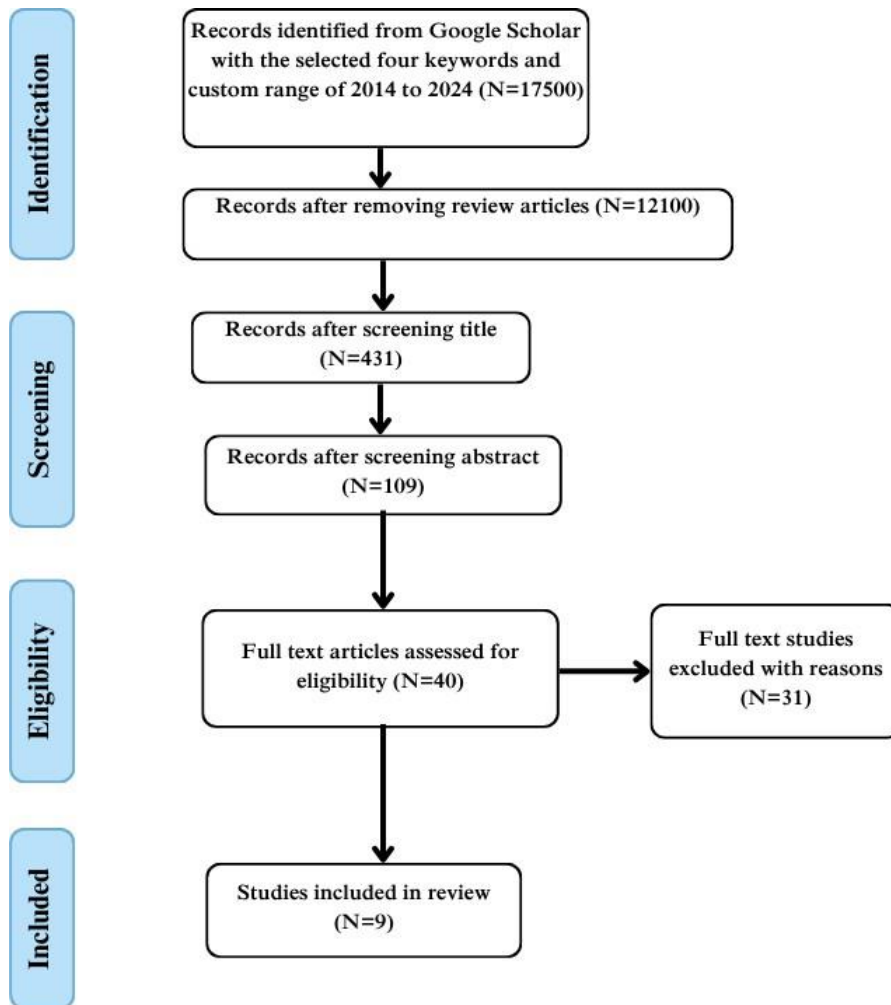 Identification
Records identified from Google Scholar
with the selected four keywords and
custom range of 2014 to 2024 (N=17500)
Records after removing review articles (N=12100)
Screening
Records after screening title
(N=431)
Records after screening abstract
(N=109)
Eligibility
Full text articles assessed for
eligibility (N=40)
Full text studies
excluded with reasons
(N=31)
Included
Studies included in review
(N=9)